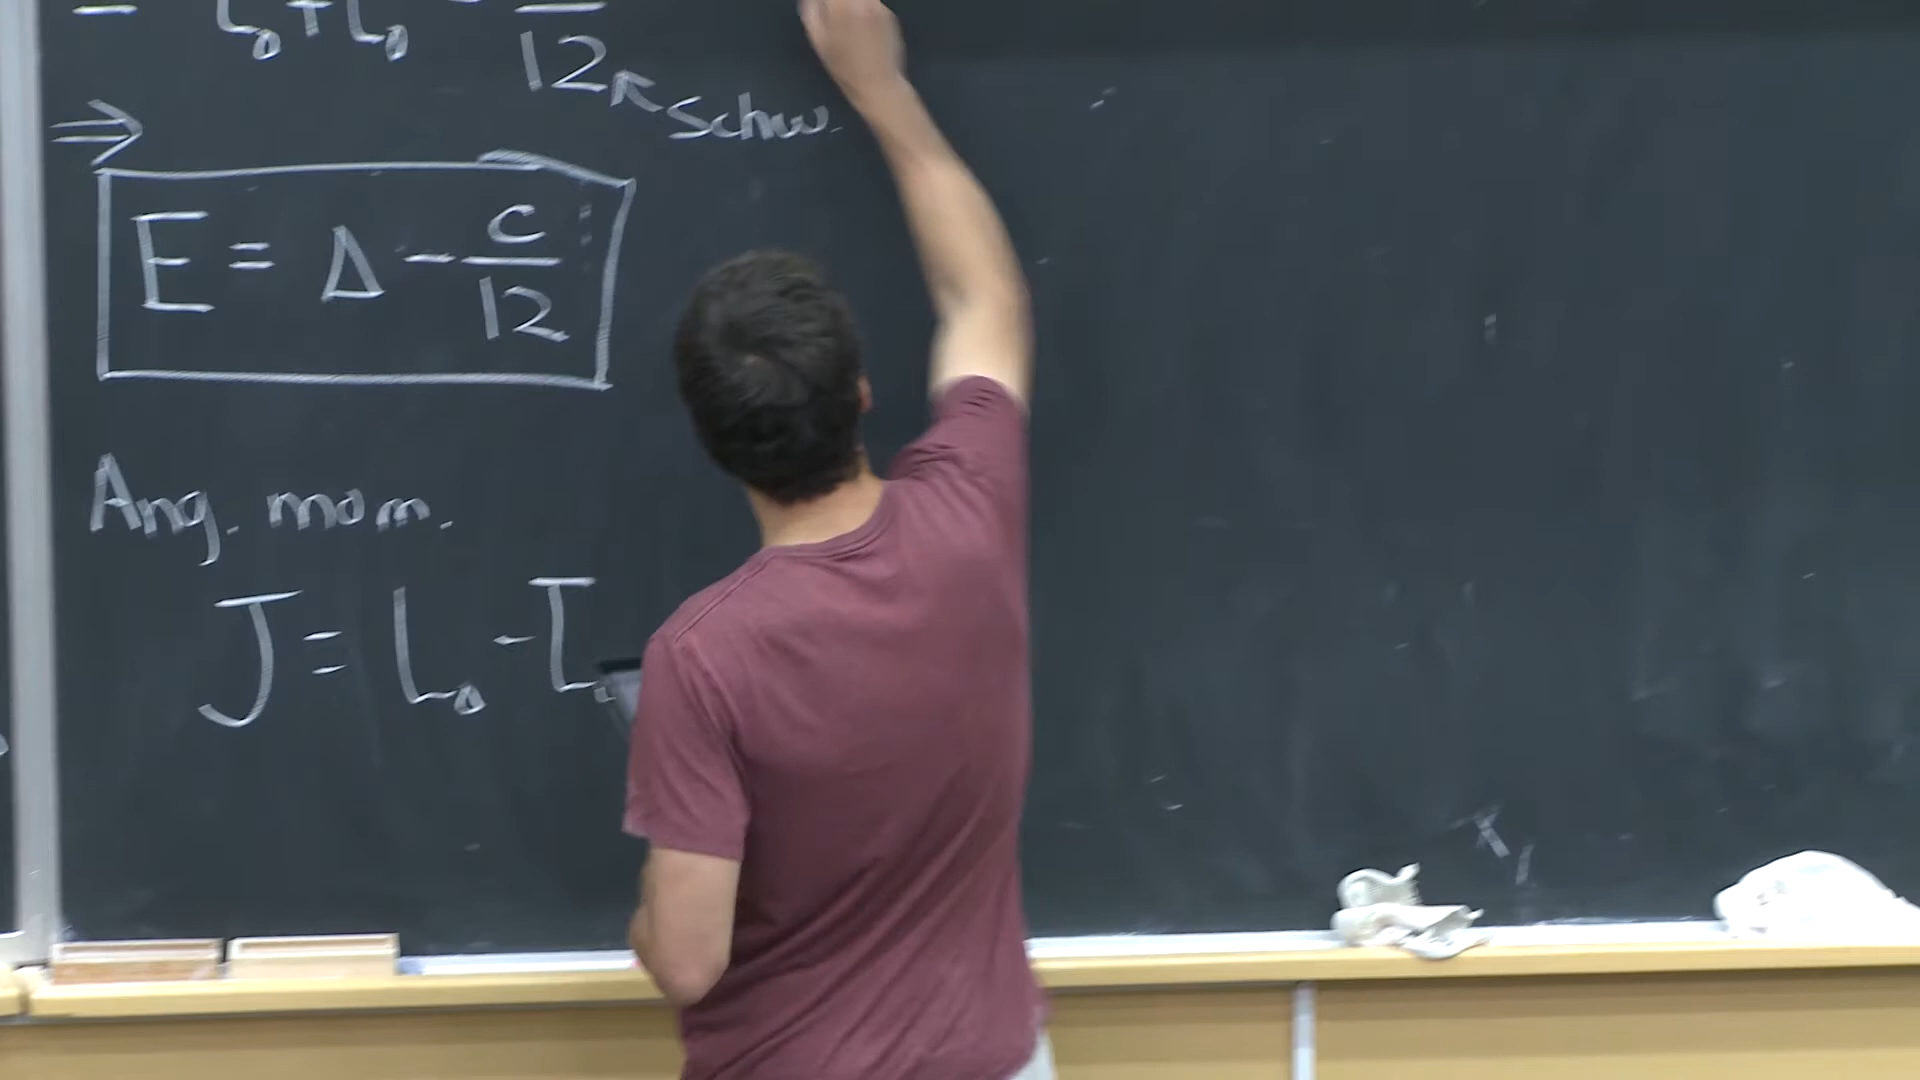 = L₀ + L̄₀ - —/12 ↖ Schw.
⇒
E = Δ - c/12
Ang. mom.
J = L₀ - L̄₀